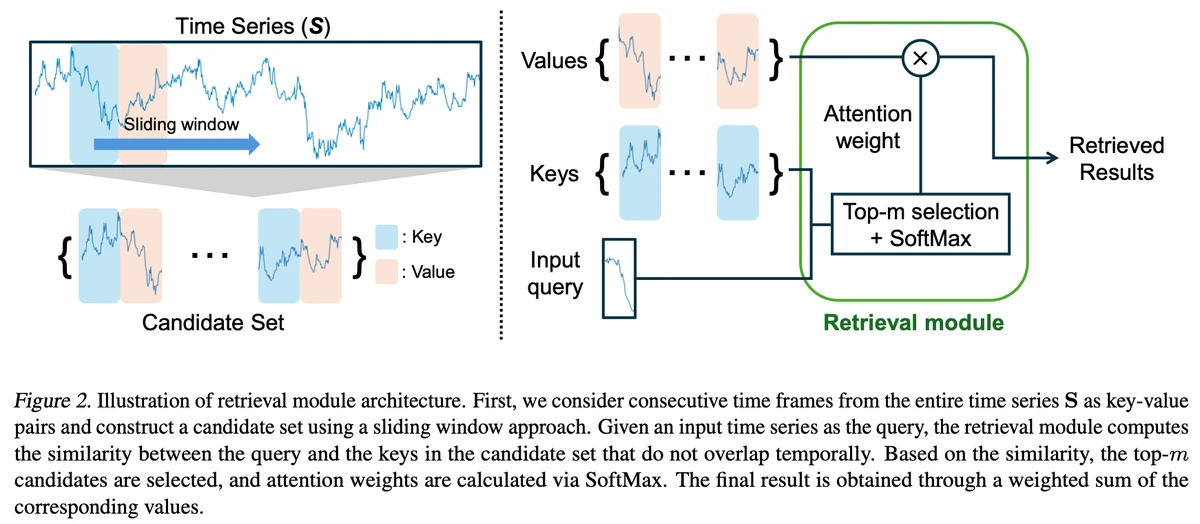 Time Series (S)
Sliding window
{ ... }
: Key
: Value
Candidate Set
Values { ... }
Keys { ... }
Input
query
×
Attention
weight
Top-m selection
+ SoftMax
Retrieval module
Retrieved
Results
Figure 2. Illustration of retrieval module architecture. First, we consider consecutive time frames from the entire time series S as key-value
pairs and construct a candidate set using a sliding window approach. Given an input time series as the query, the retrieval module computes
the similarity between the query and the keys in the candidate set that do not overlap temporally. Based on the similarity, the top-m
candidates are selected, and attention weights are calculated via SoftMax. The final result is obtained through a weighted sum of the
corresponding values.